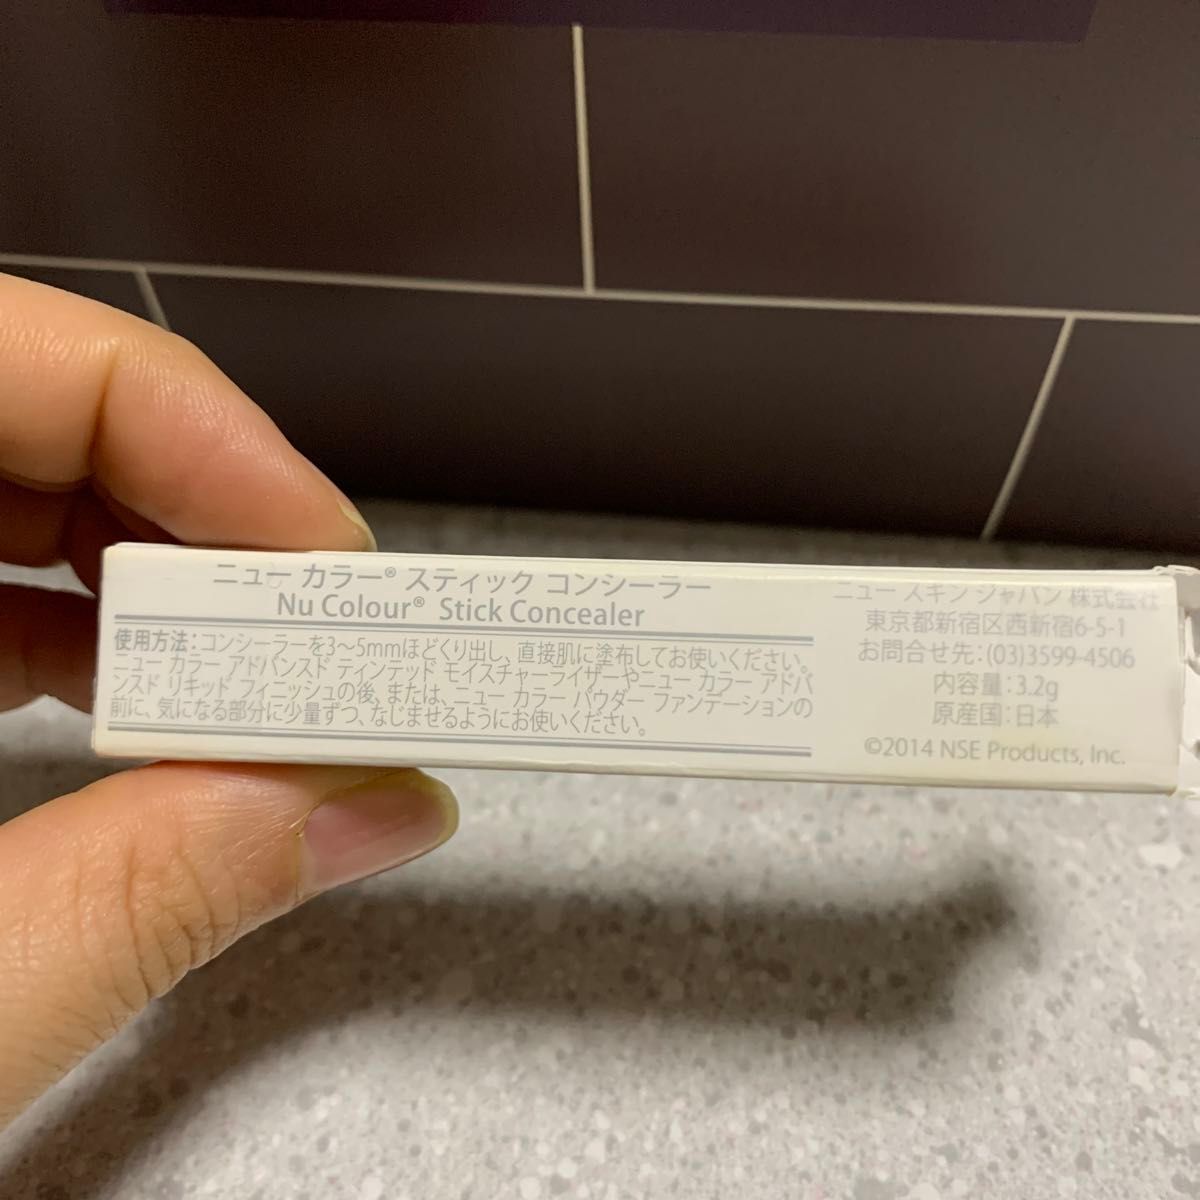 ニュー カラー® スティック コンシーラー
Nu Colour® Stick Concealer
使用方法：コンシーラーを3〜5mmほどくり出し、直接肌に塗布してお使いください。
ニュー カラー アドバンスド ティンテッド モイスチャーライザーやニュー カラー アドバ
ンスド リキッド フィニッシュの後、または、ニュー カラー パウダー ファンデーションの
前に、気になる部分に少量ずつ、なじませるようにお使いください。
ニュー スキン ジャパン 株式会社
東京都新宿区西新宿6-5-1
お問合せ先：(03)3599-4506
内容量：3.2g
原産国：日本
©2014 NSE Products, Inc.